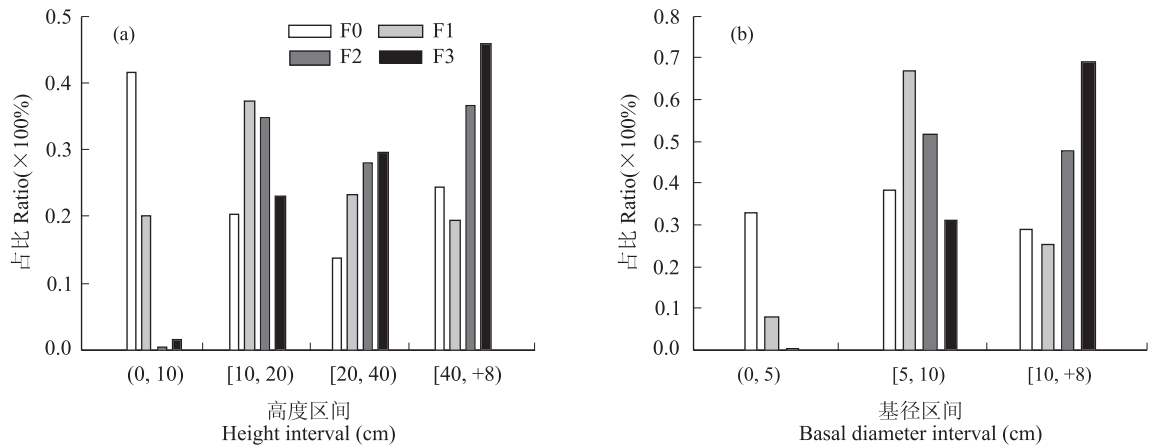 (a)
F0 F1
F2 F3
占比 Ratio(×100%)
0.5
0.4
0.3
0.2
0.1
0.0
(0, 10) [10, 20) [20, 40) [40, +8)
高度区间
Height interval (cm)
(b)
占比 Ratio(×100%)
0.8
0.7
0.6
0.5
0.4
0.3
0.2
0.1
0.0
(0, 5) [5, 10) [10, +8)
基径区间
Basal diameter interval (cm)